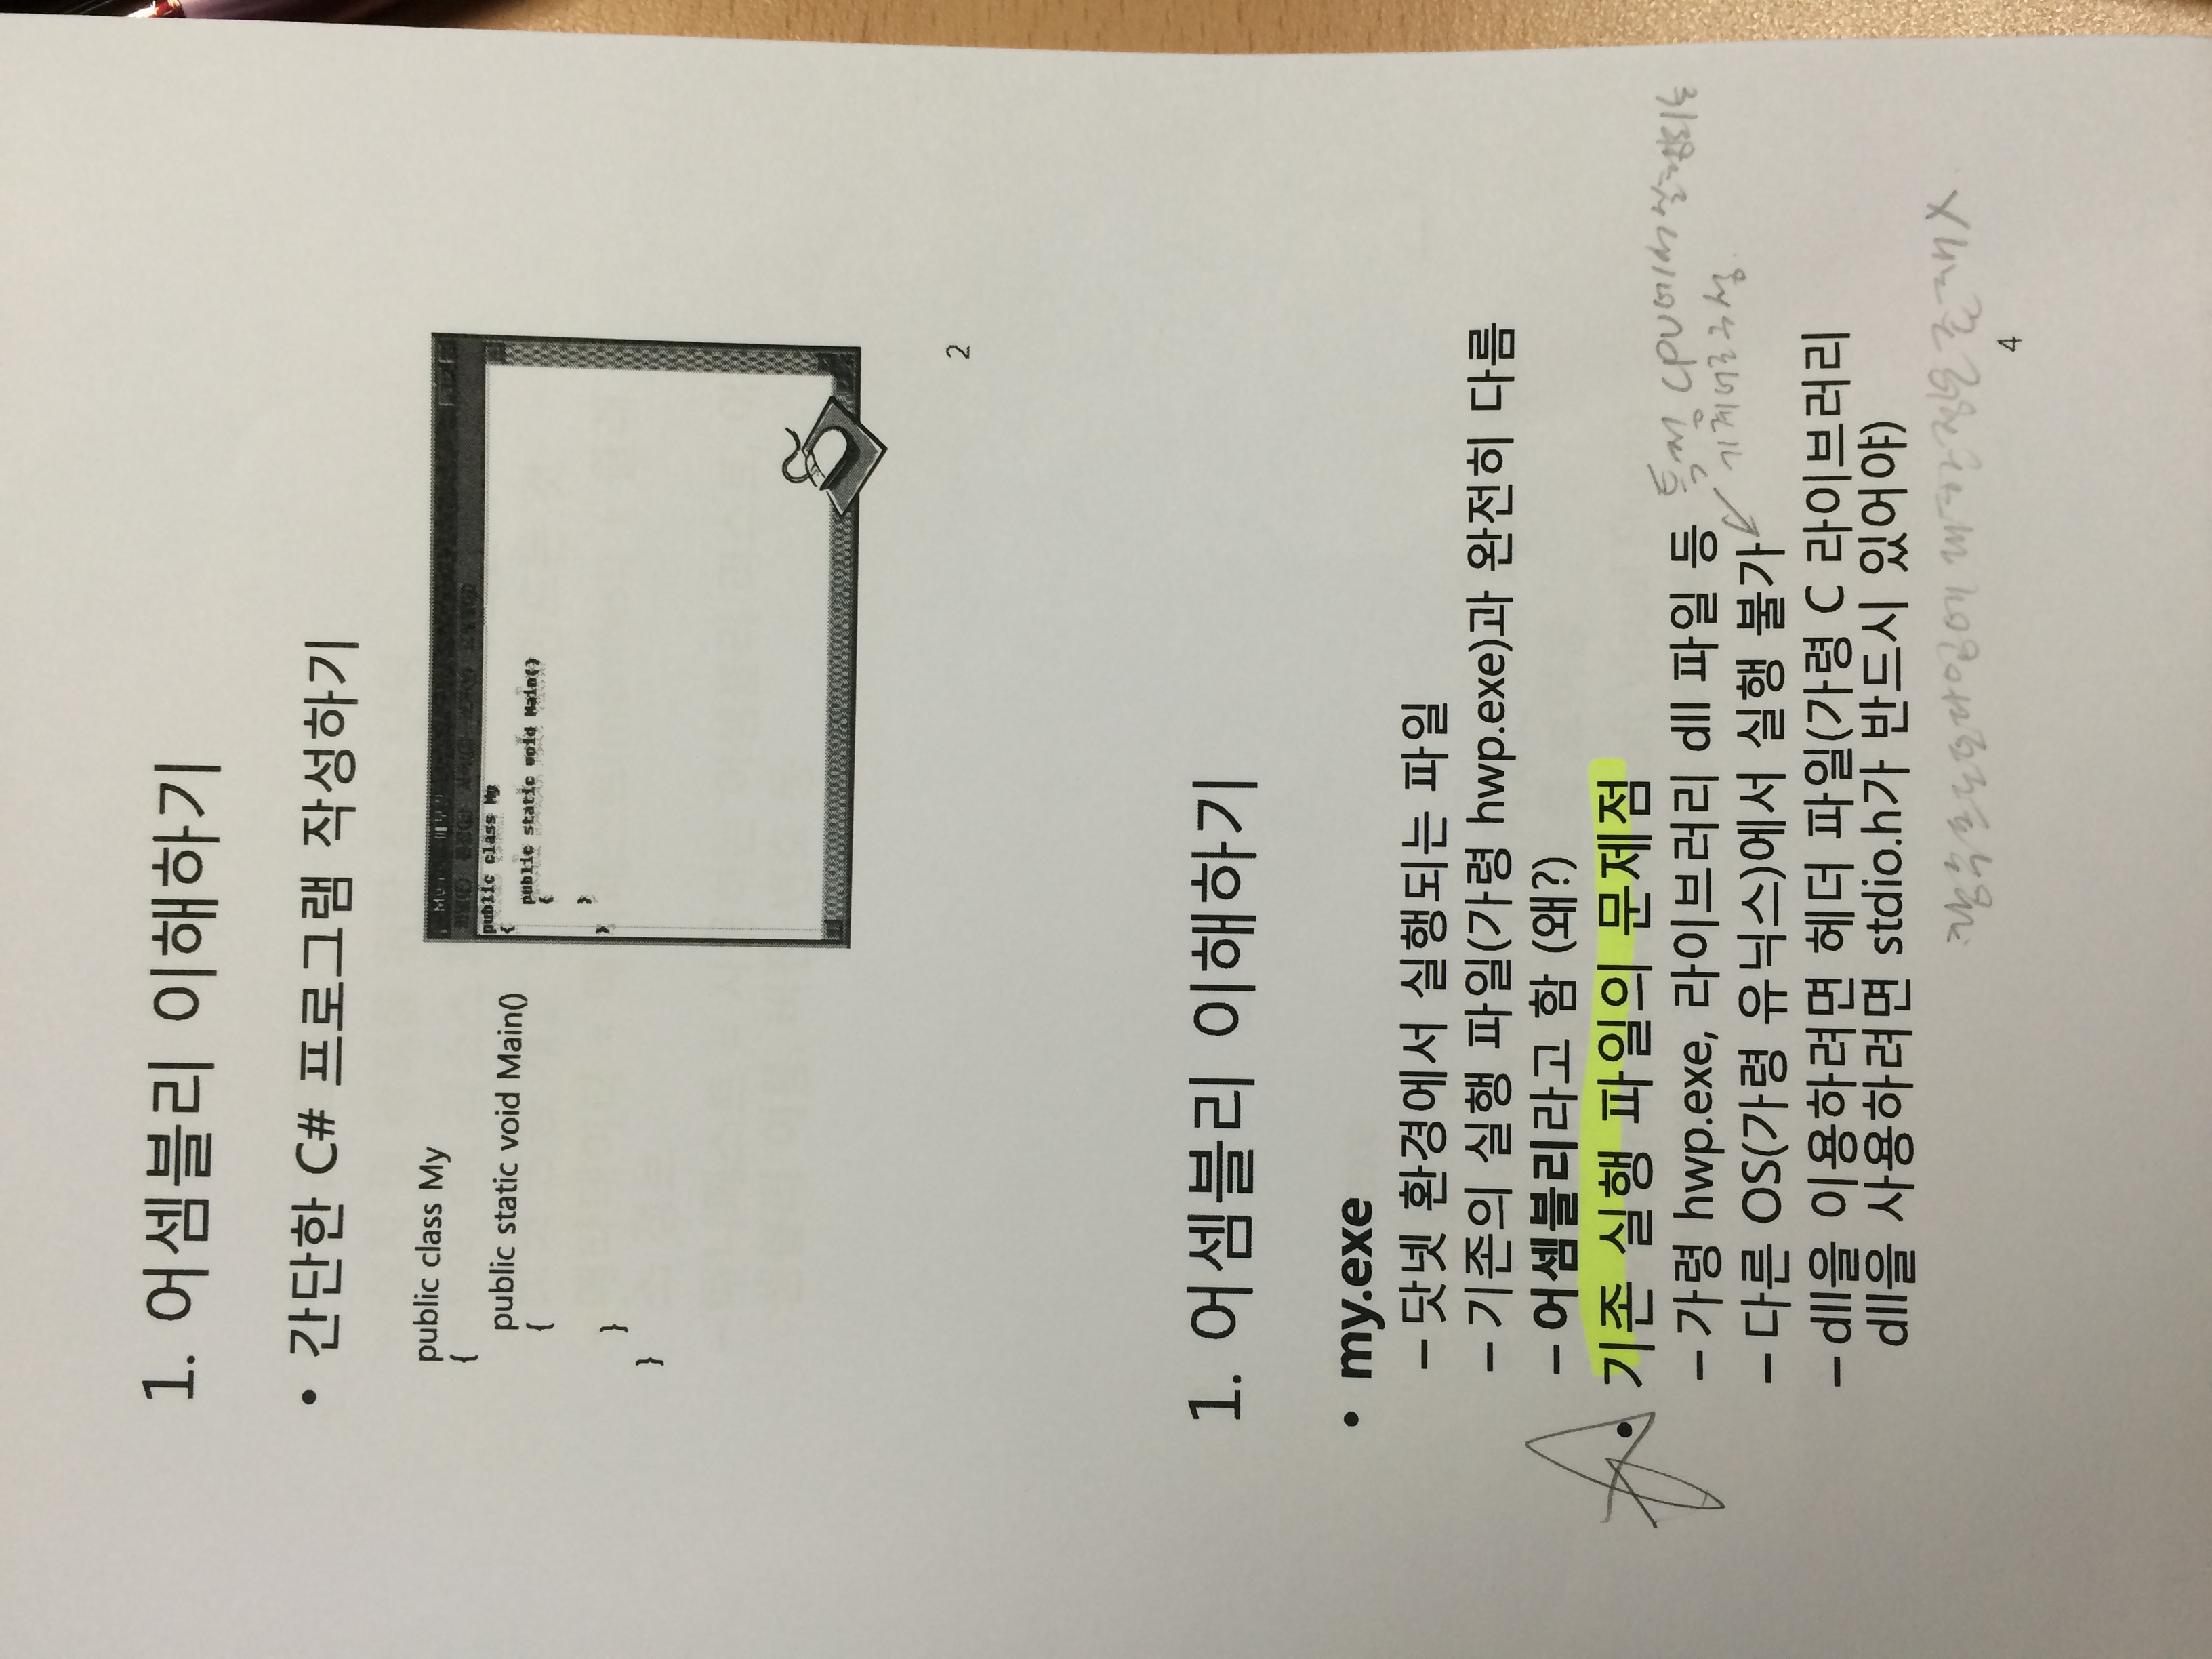 1. 어셈블리 이해하기
• 간단한 C# 프로그램 작성하기
public class My
{
public static void Main()
{
}
}
public class My
{
public static void Main()
{
}
}
2
1. 어셈블리 이해하기
• my.exe
– 닷넷 환경에서 실행되는 파일
– 기존의 실행 파일(가령 hwp.exe)과 완전히 다름
– 어셈블리라고 함 (왜?)
• 기존 실행 파일의 문제점
– 가령 hwp.exe, 라이브러리 dll 파일 등
특정 CPU에서 실행되는
기계어로 구성.
– 다른 OS(가령 유닉스)에서 실행 불가
– dll을 이용하려면 헤더 파일(가령 C 라이브러리
dll을 사용하려면 stdio.h가 반드시 있어야)
함수 프로토타입에 대한 존재X
4